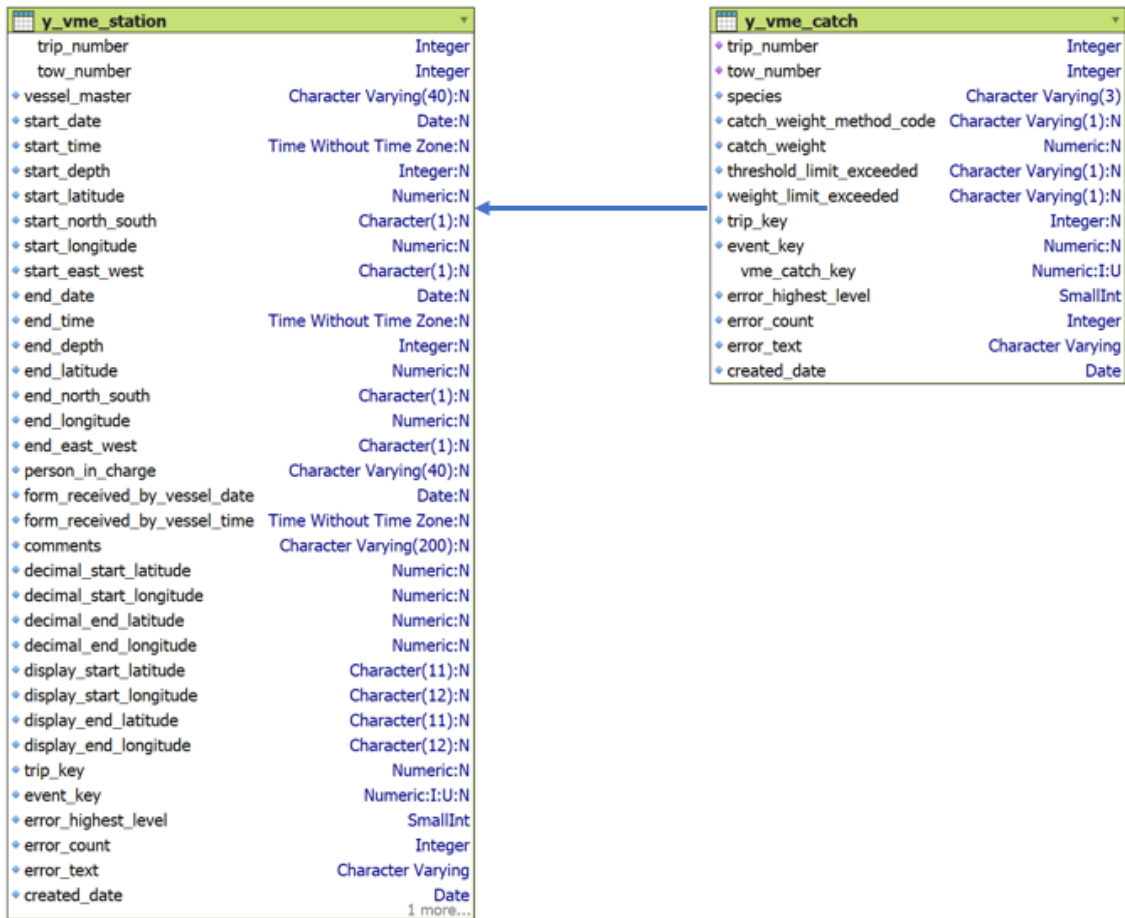 y_vme_station
trip_number Integer
tow_number Integer
vessel_master Character Varying(40):N
start_date Date:N
start_time Time Without Time Zone:N
start_depth Integer:N
start_latitude Numeric:N
start_north_south Character(1):N
start_longitude Numeric:N
start_east_west Character(1):N
end_date Date:N
end_time Time Without Time Zone:N
end_depth Integer:N
end_latitude Numeric:N
end_north_south Character(1):N
end_longitude Numeric:N
end_east_west Character(1):N
person_in_charge Character Varying(40):N
form_received_by_vessel_date Date:N
form_received_by_vessel_time Time Without Time Zone:N
comments Character Varying(200):N
decimal_start_latitude Numeric:N
decimal_start_longitude Numeric:N
decimal_end_latitude Numeric:N
decimal_end_longitude Numeric:N
display_start_latitude Character(11):N
display_start_longitude Character(12):N
display_end_latitude Character(11):N
display_end_longitude Character(12):N
trip_key Numeric:N
event_key Numeric:I:U:N
error_highest_level SmallInt
error_count Integer
error_text Character Varying
created_date Date
1 more...
y_vme_catch
trip_number Integer
tow_number Integer
species Character Varying(3)
catch_weight_method_code Character Varying(1):N
catch_weight Numeric:N
threshold_limit_exceeded Character Varying(1):N
weight_limit_exceeded Character Varying(1):N
trip_key Integer:N
event_key Numeric:N
vme_catch_key Numeric:I:U
error_highest_level SmallInt
error_count Integer
error_text Character Varying
created_date Date